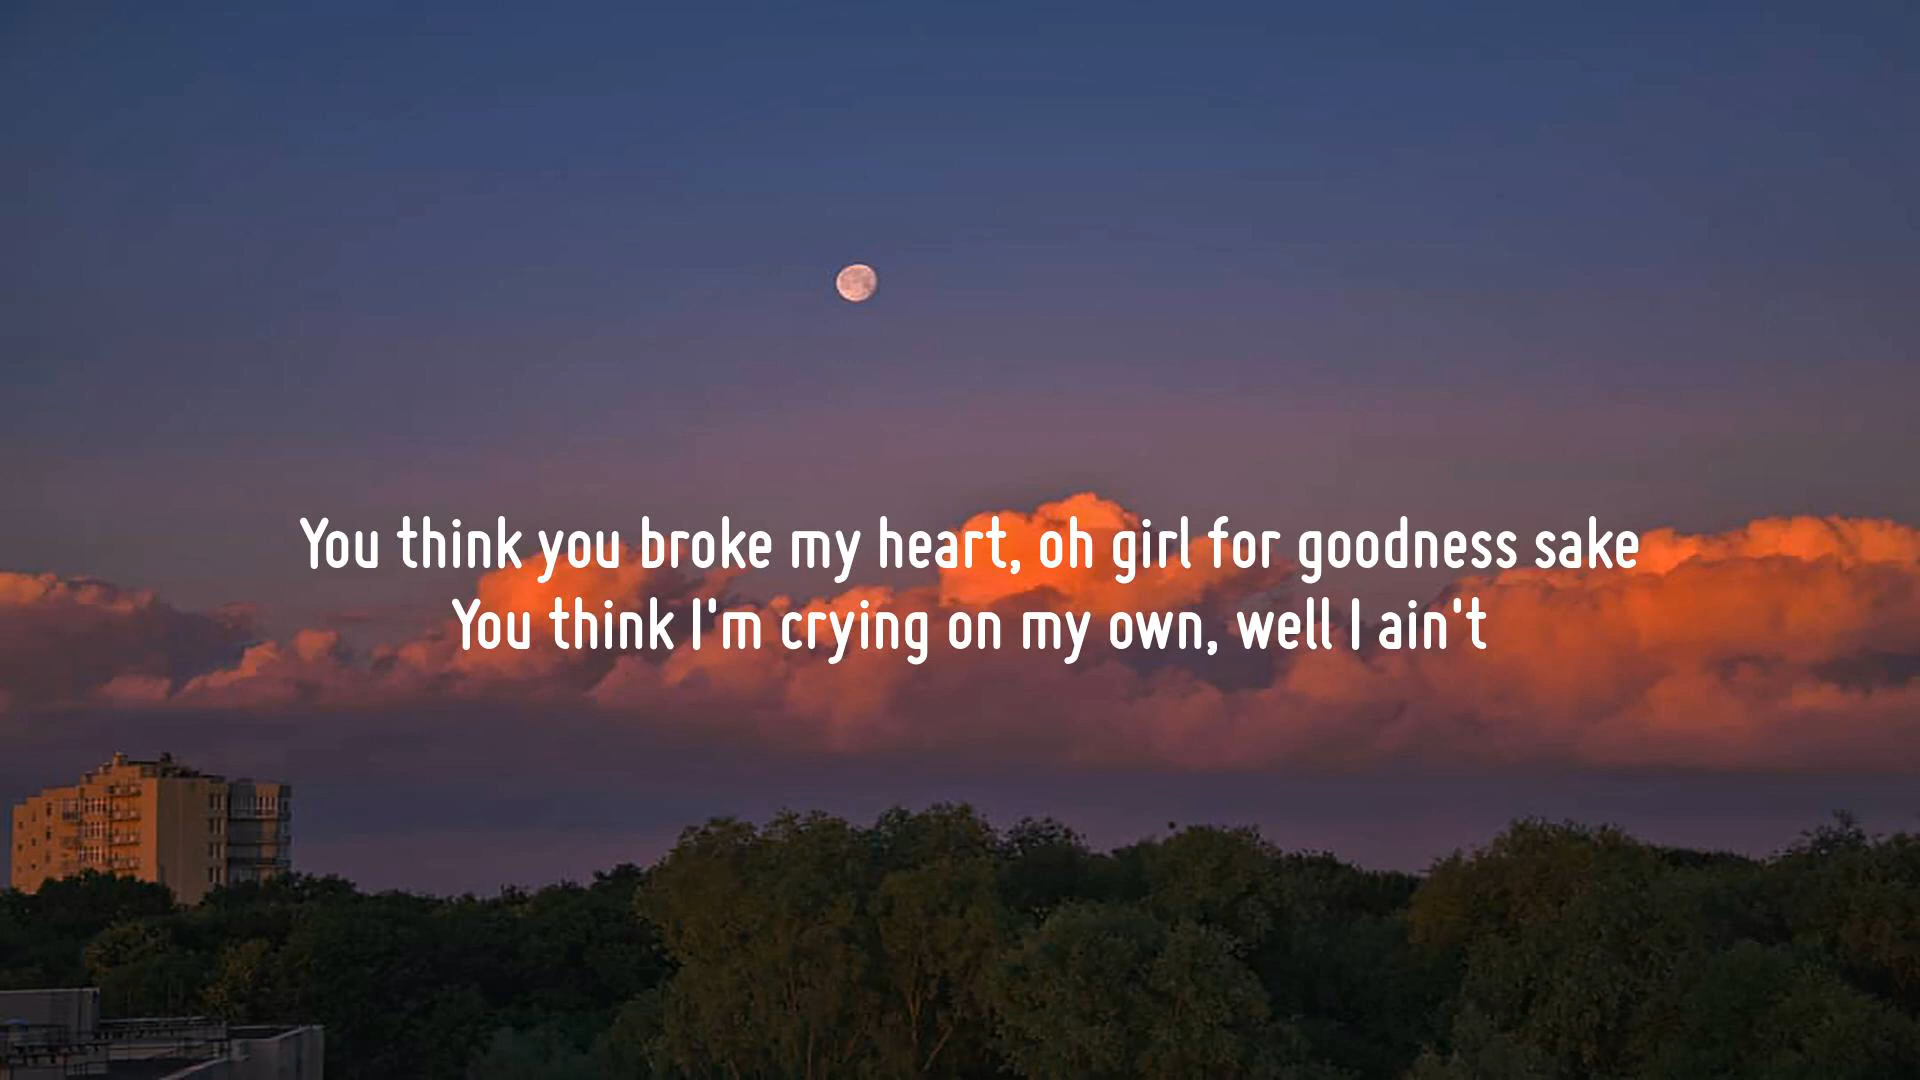 You think you broke my heart, oh girl for goodness sake
You think I'm crying on my own, well I ain't